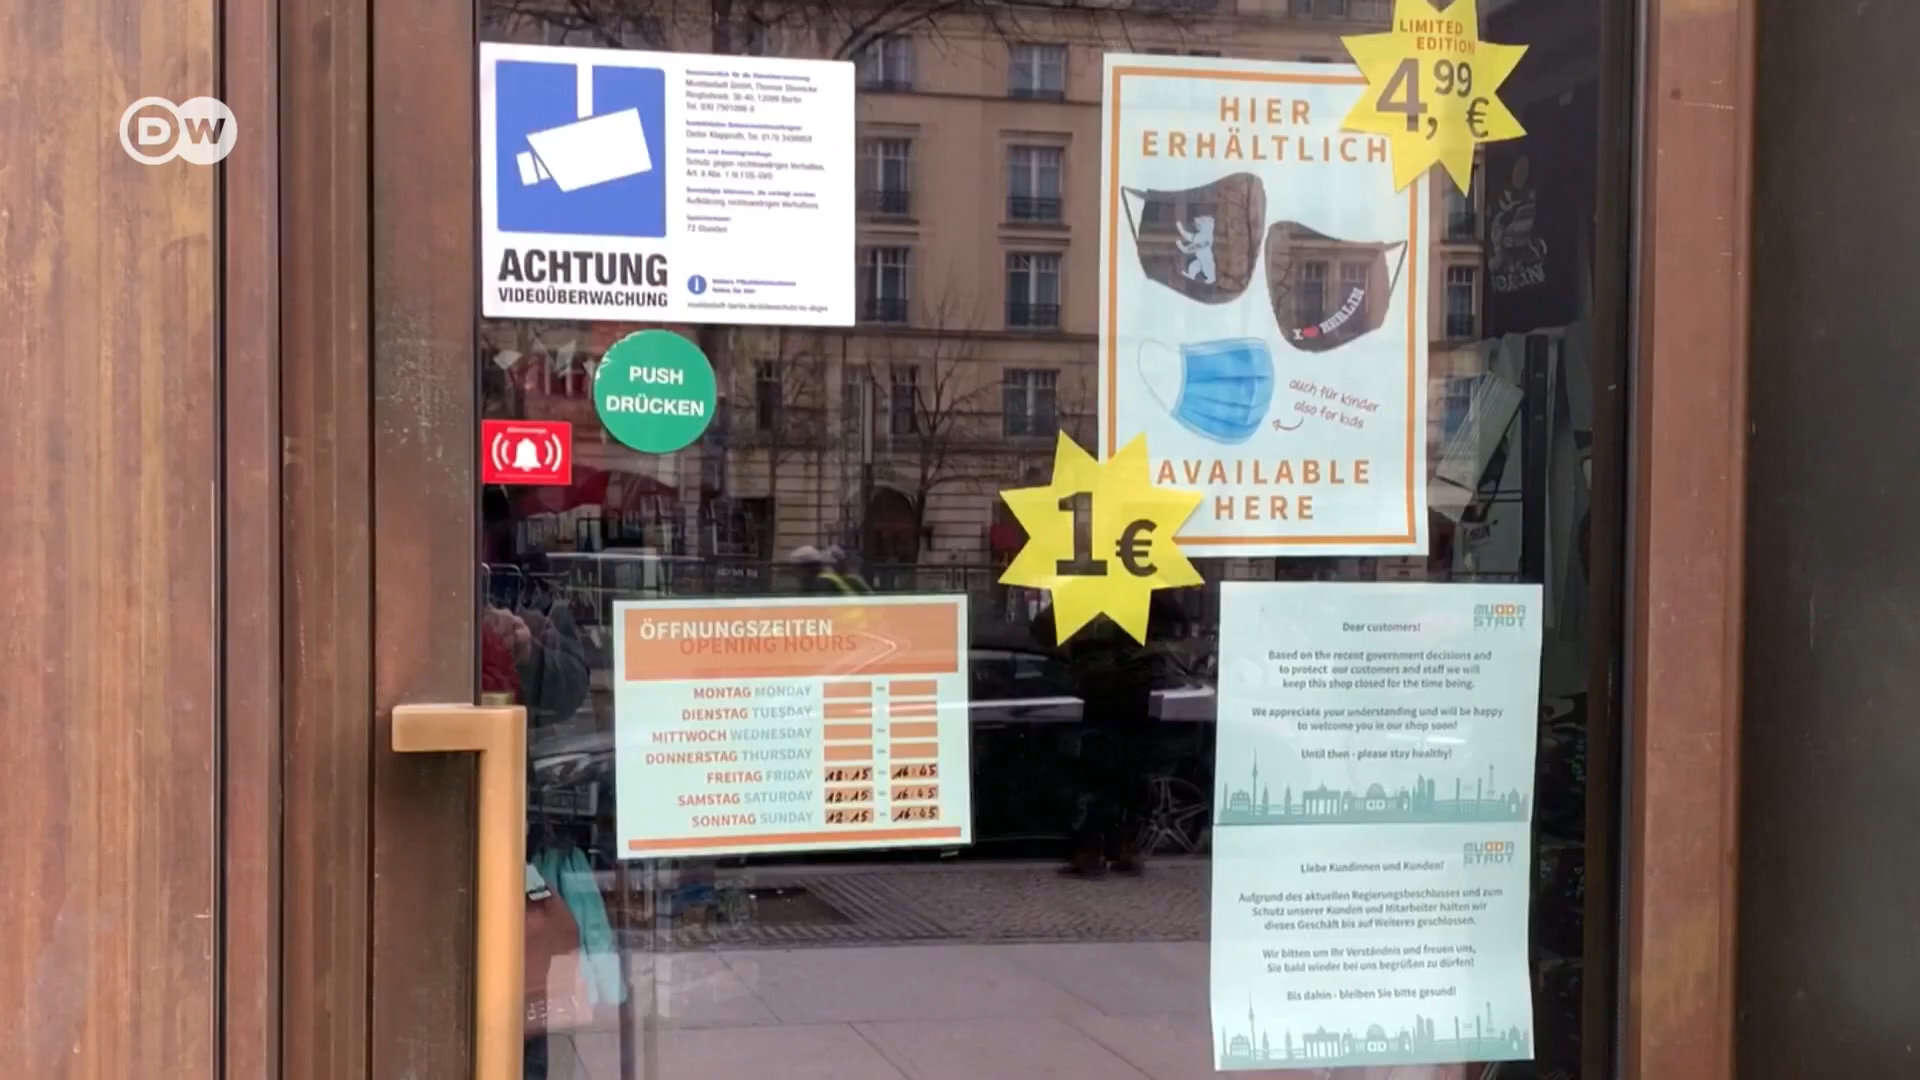 DW
ACHTUNG
VIDEOÜBERWACHUNG
72 Stunden
PUSH
DRÜCKEN
LIMITED
EDITION
4,99 €
HIER
ERHÄLTLICH
BERLIN
I ❤ BERLIN
auch für kinder
also for kids
AVAILABLE
HERE
1€
ÖFFNUNGSZEITEN
OPENING HOURS
MONTAG MONDAY –
DIENSTAG TUESDAY –
MITTWOCH WEDNESDAY –
DONNERSTAG THURSDAY –
FREITAG FRIDAY 12:15 – 16:45
SAMSTAG SATURDAY 12:15 – 16:45
SONNTAG SUNDAY 12:15 – 16:45
Dear customers!
Based on the recent government decisions and
to protect our customers and staff we will
keep this shop closed for the time being.
We appreciate your understanding und will be happy
to welcome you in our shop soon!
Until then - please stay healthy!
Liebe Kundinnen und Kunden!
Aufgrund des aktuellen Regierungsbeschlusses und zum
Schutz unserer Kunden und Mitarbeiter halten wir
dieses Geschäft bis auf Weiteres geschlossen.
Wir bitten um Ihr Verständnis und freuen uns,
Sie bald wieder bei uns begrüßen zu dürfen!
Bis dahin - bleiben Sie bitte gesund!